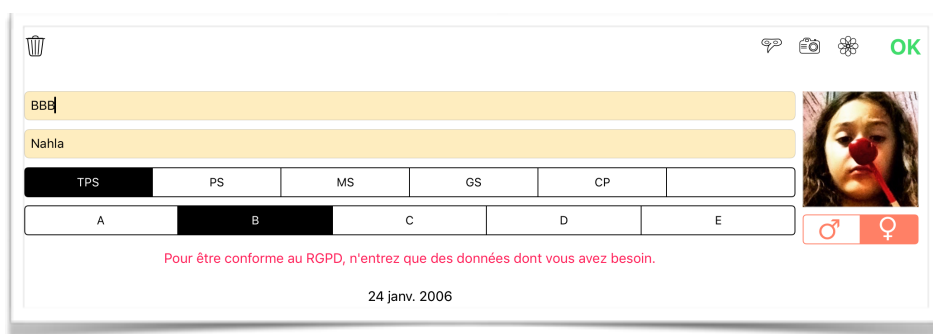 OK
BBB
Nahla
TPS PS MS GS CP
A B C D E
Pour être conforme au RGPD, n'entrez que des données dont vous avez besoin.
24 janv. 2006